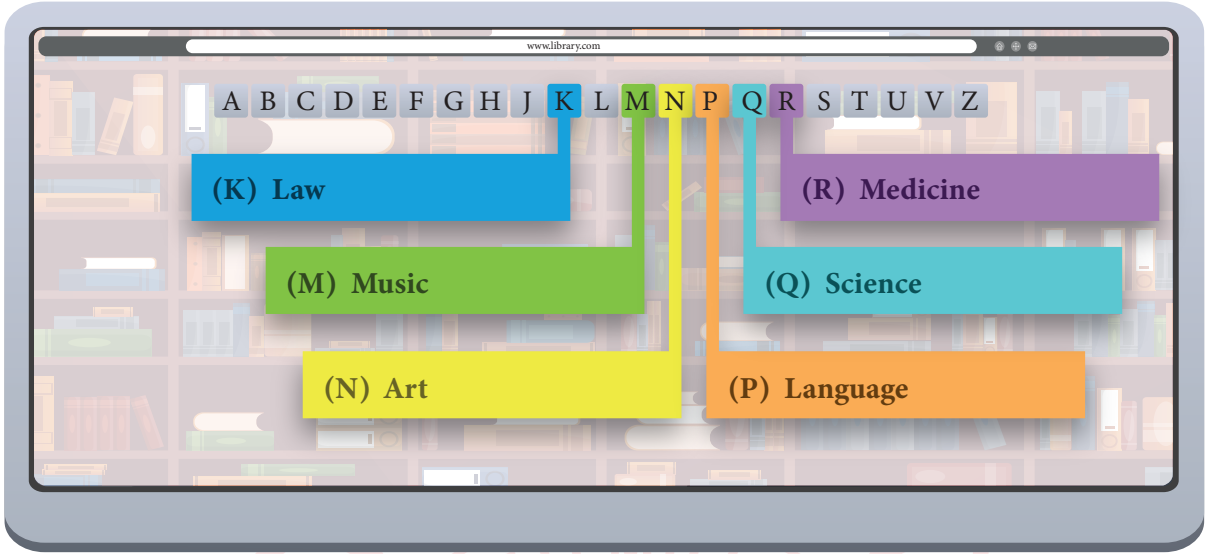 www.library.com
A B C D E F G H J K L M N P Q R S T U V Z
(K) Law
(R) Medicine
(M) Music
(Q) Science
(N) Art
(P) Language